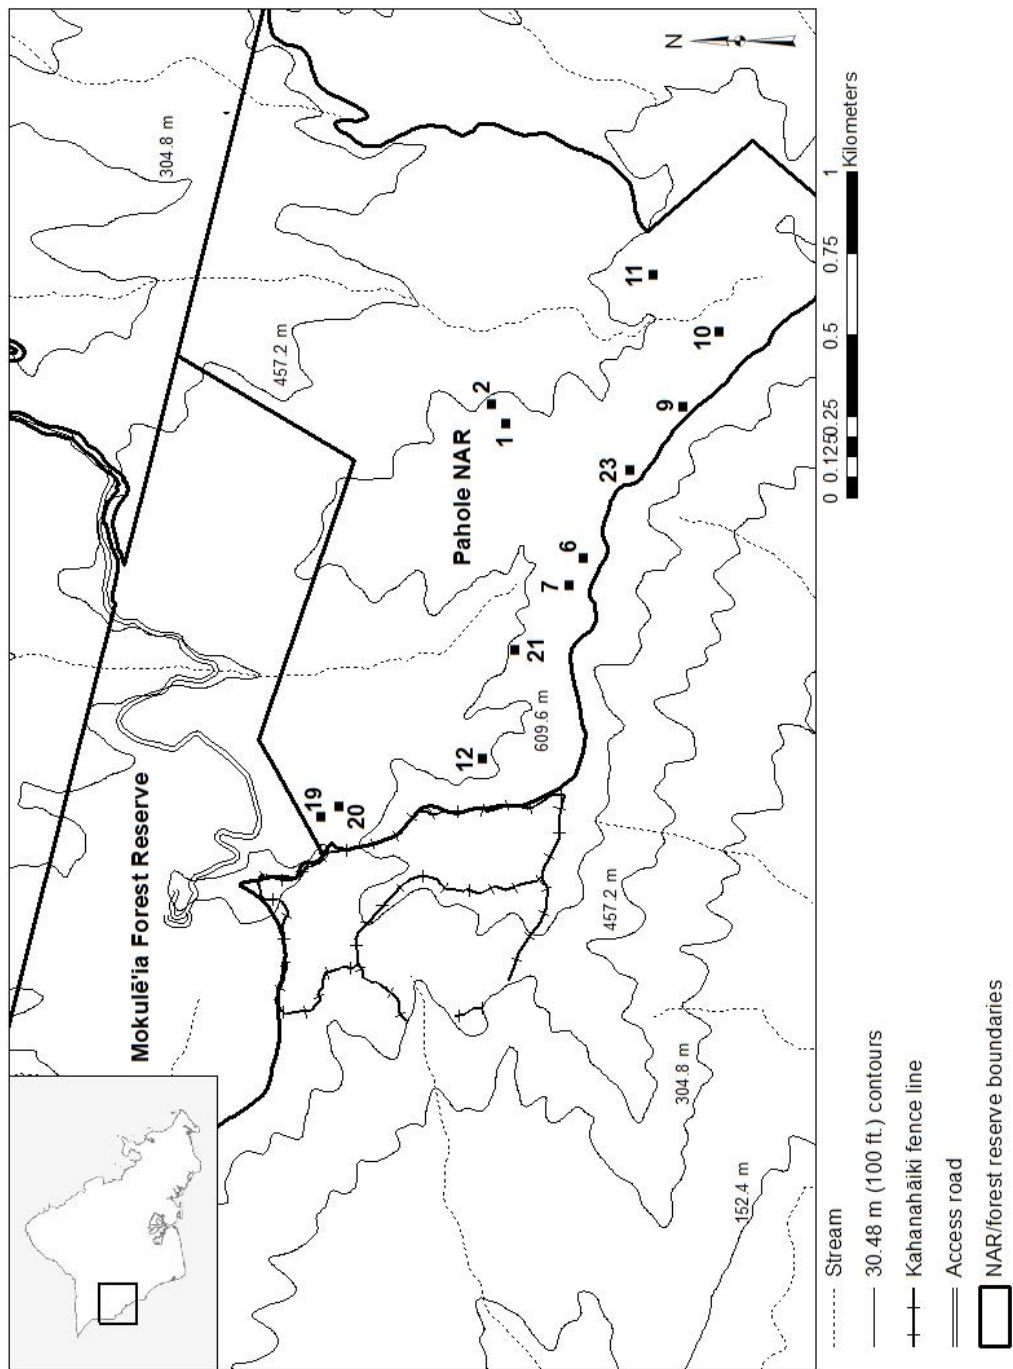 Mokulē'ia Forest Reserve
Pahole NAR
304.8 m
457.2 m
609.6 m
457.2 m
304.8 m
152.4 m
19
20
12
21
7
6
23
1
2
9
10
11
N
0 0.125 0.25 0.5 0.75 1
Kilometers
Stream
30.48 m (100 ft.) contours
Kahanahāiki fence line
Access road
NAR/forest reserve boundaries